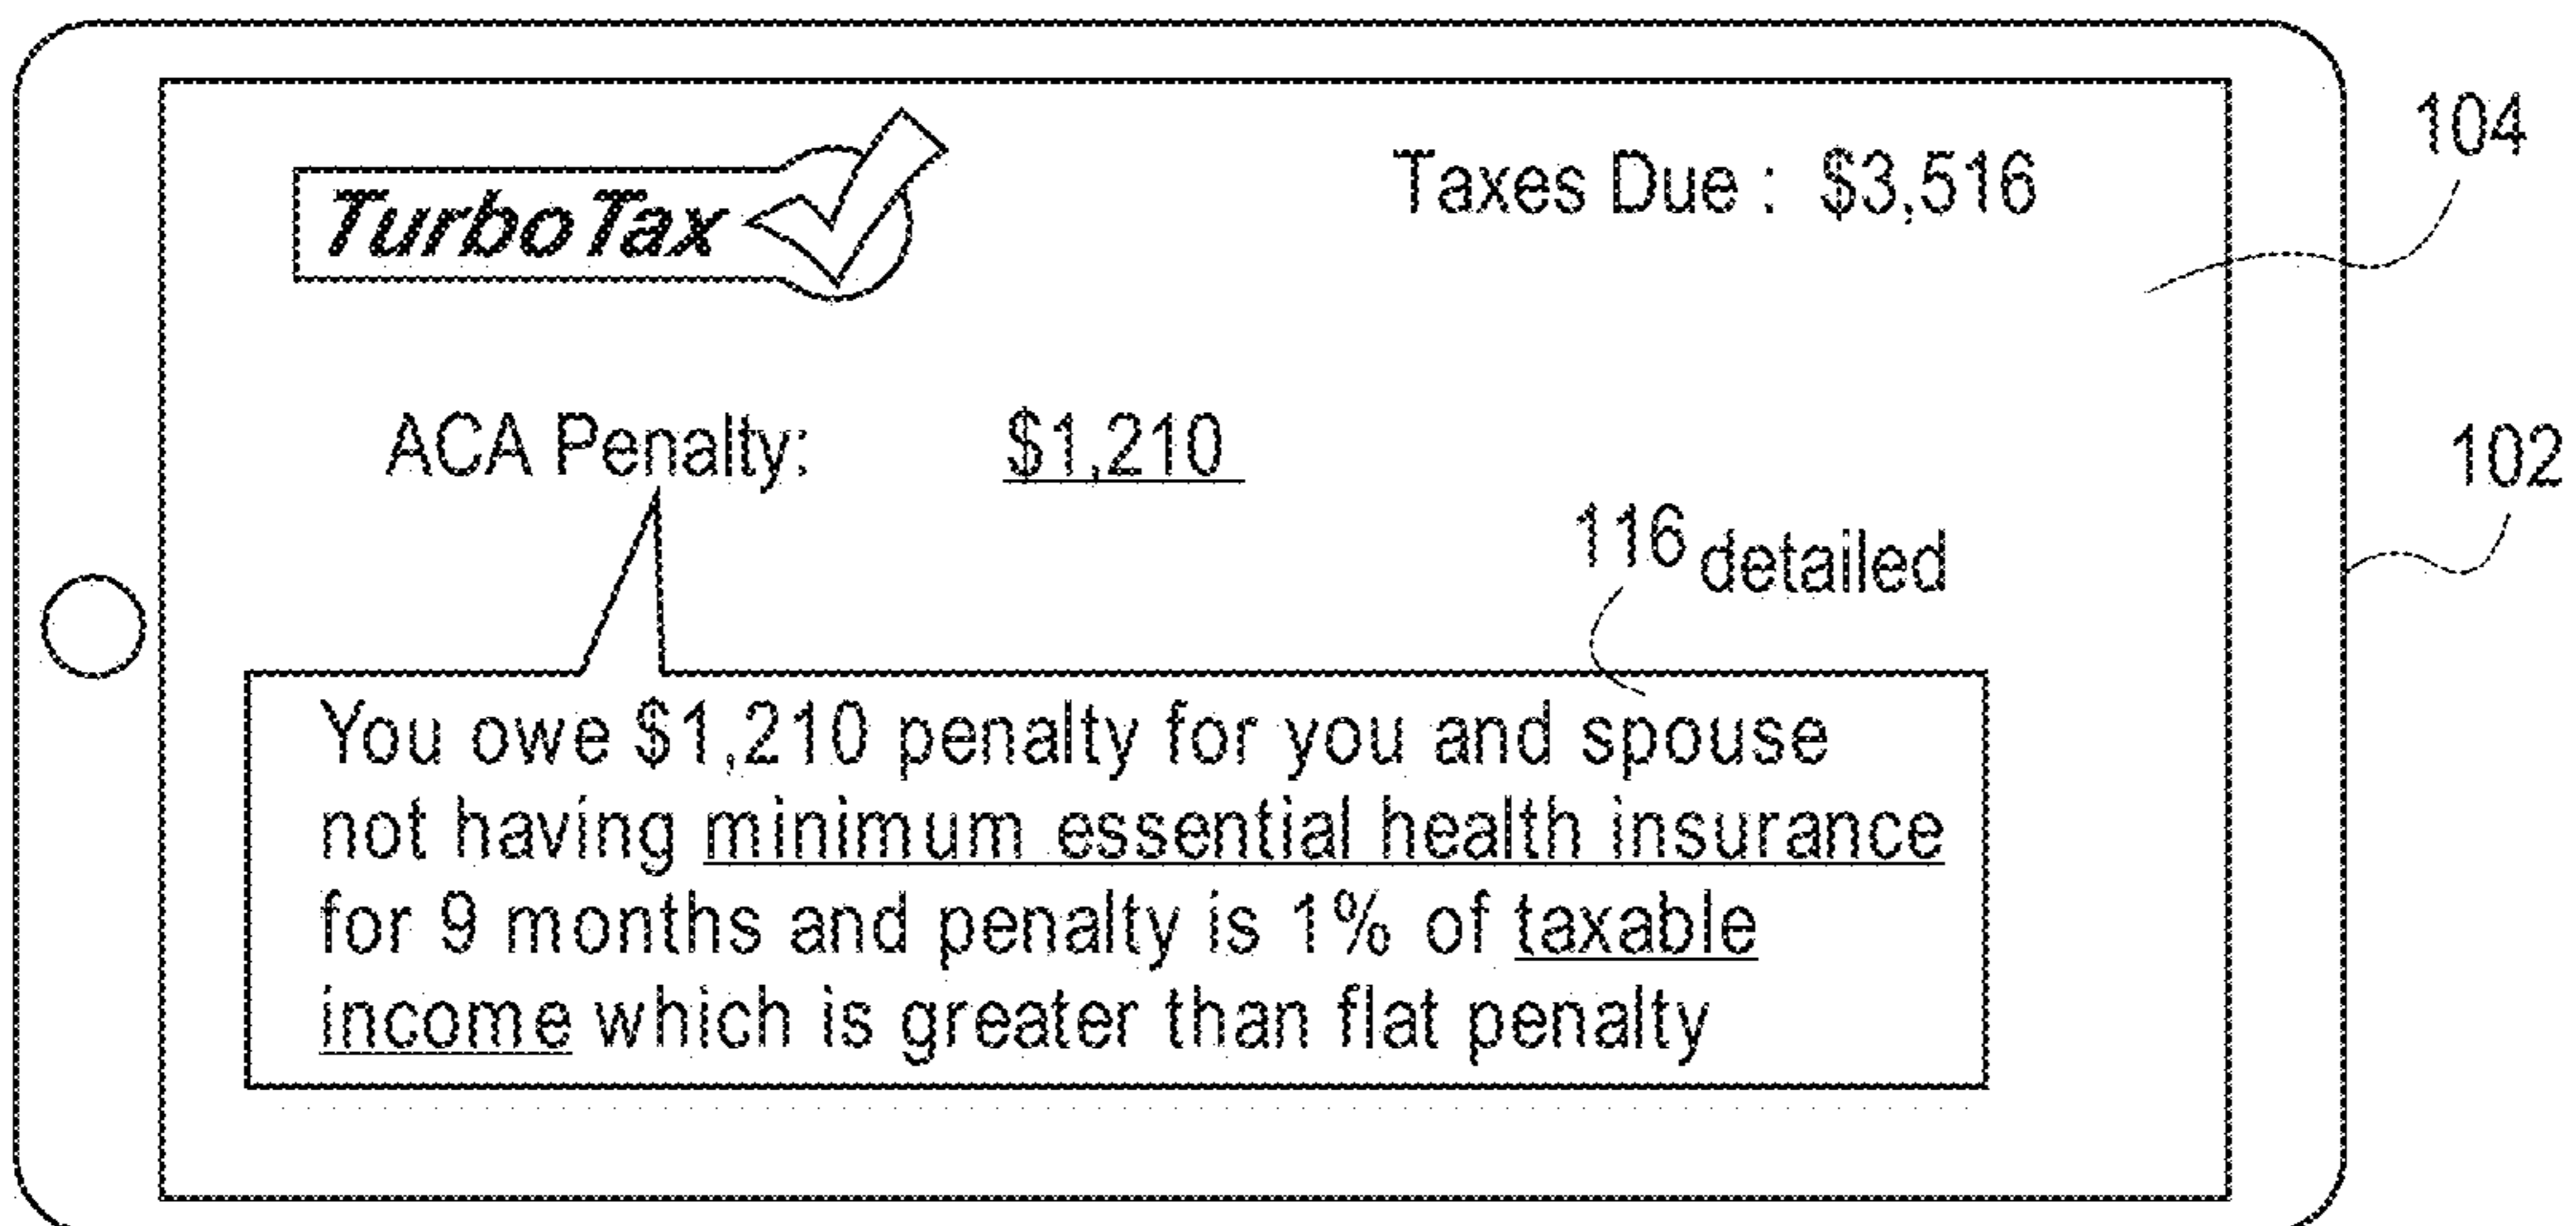 TurboTax
Taxes Due : $3,516
104
ACA Penalty: $1,210
102
116 detailed
You owe $1,210 penalty for you and spouse
not having minimum essential health insurance
for 9 months and penalty is 1% of taxable
income which is greater than flat penalty